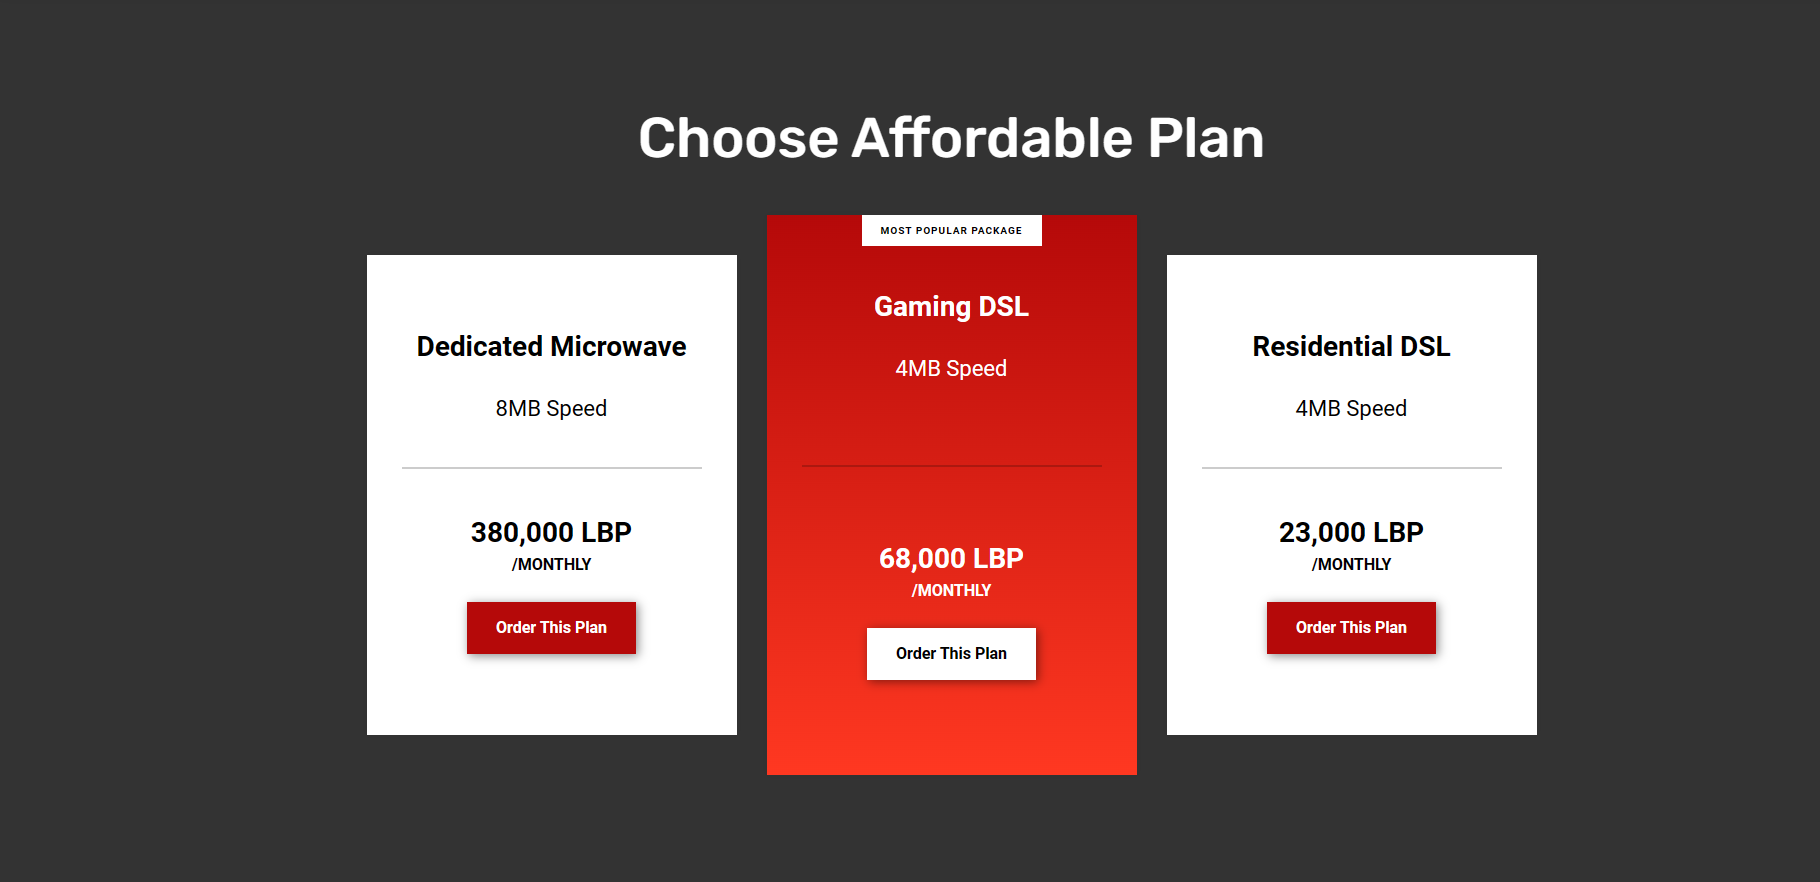 Choose Affordable Plan
Dedicated Microwave
8MB Speed
380,000 LBP
/MONTHLY
Order This Plan
MOST POPULAR PACKAGE
Gaming DSL
4MB Speed
68,000 LBP
/MONTHLY
Order This Plan
Residential DSL
4MB Speed
23,000 LBP
/MONTHLY
Order This Plan